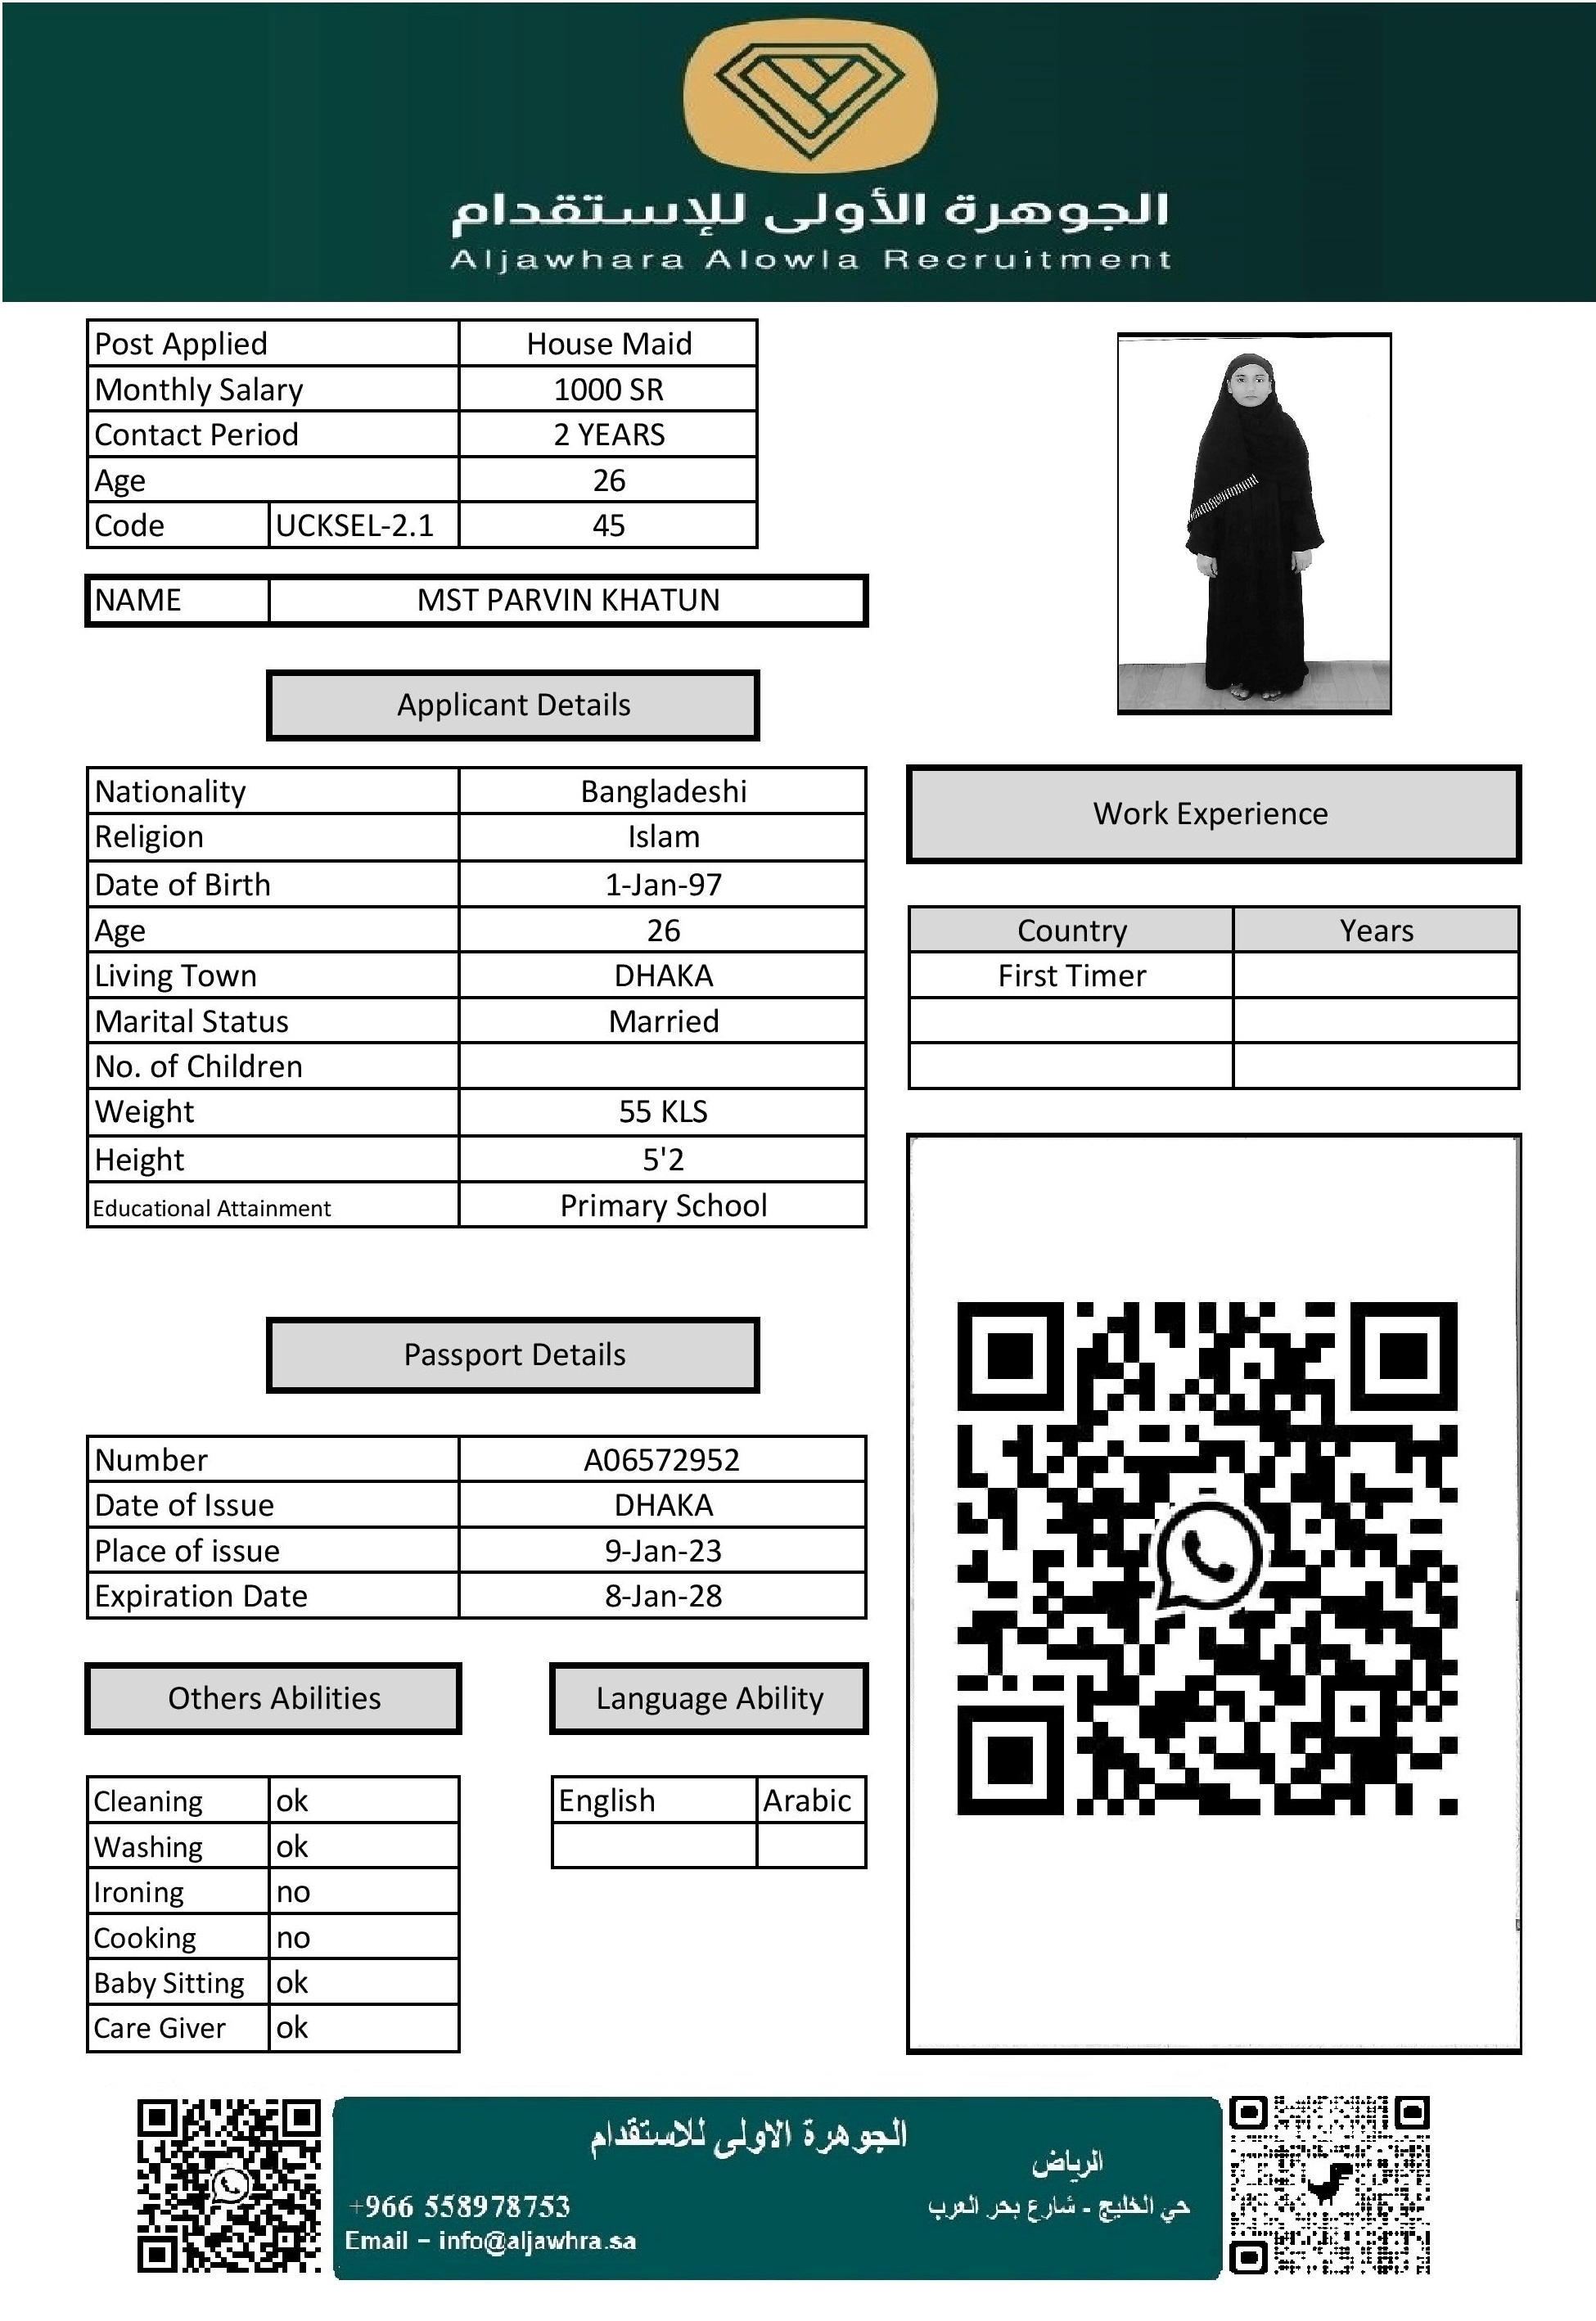 الجوهرة الأولى للإستقدام
Aljawhara Alowla Recruitment
Post Applied House Maid
Monthly Salary 1000 SR
Contact Period 2 YEARS
Age 26
Code UCKSEL-2.1 45
NAME MST PARVIN KHATUN
Applicant Details
Nationality Bangladeshi
Religion Islam
Date of Birth 1-Jan-97
Age 26
Living Town DHAKA
Marital Status Married
No. of Children
Weight 55 KLS
Height 5'2
Educational Attainment Primary School
Work Experience
Country Years
First Timer
Passport Details
Number A06572952
Date of Issue DHAKA
Place of issue 9-Jan-23
Expiration Date 8-Jan-28
Others Abilities
Cleaning ok
Washing ok
Ironing no
Cooking no
Baby Sitting ok
Care Giver ok
Language Ability
English Arabic
الجوهرة الاولى للاستقدام
الرياض
حي الخليج - شارع بحر العرب
+966 558978753
Email – info@aljawhra.sa